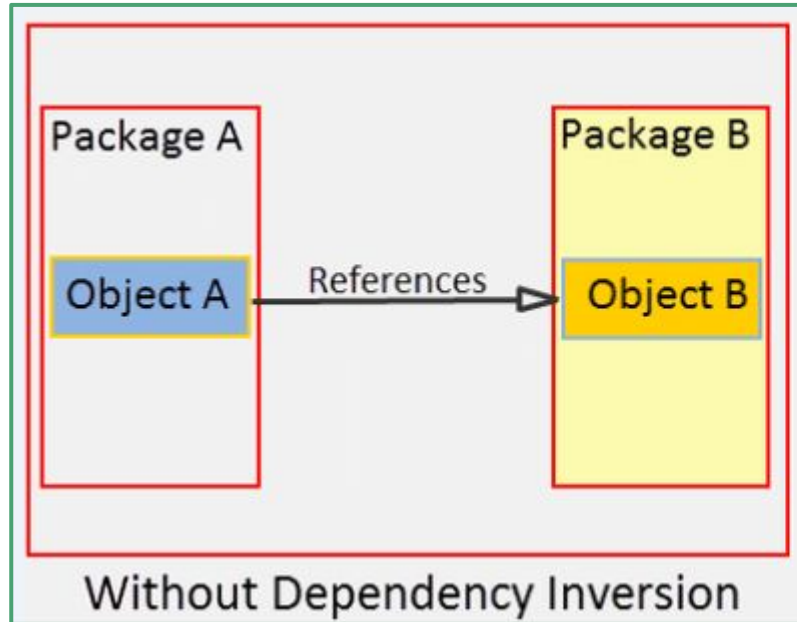 Package A
Package B
Object A
References
Object B
Without Dependency Inversion